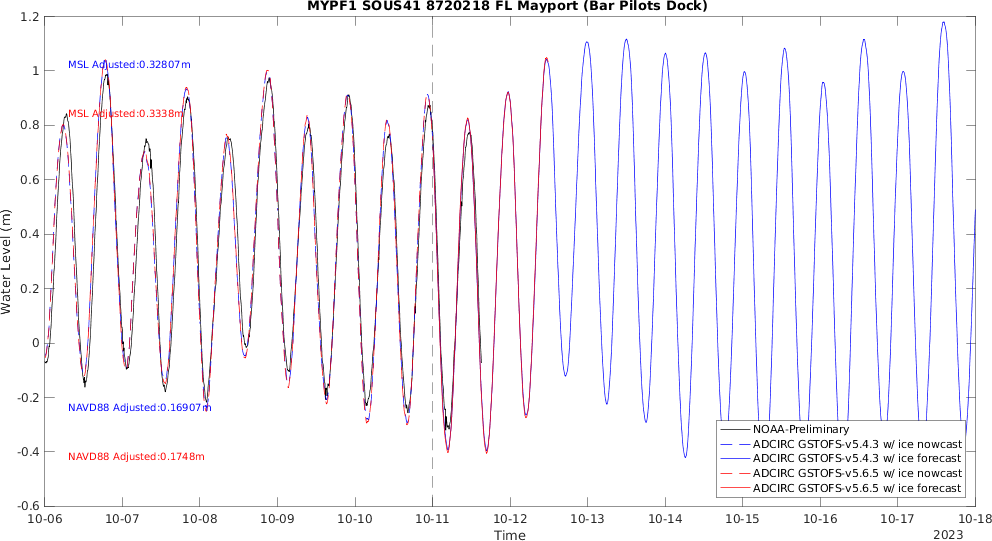 MYPF1 SOUS41 8720218 FL Mayport (Bar Pilots Dock)
1.2
1
0.8
0.6
0.4
0.2
0
-0.2
-0.4
-0.6
Water Level (m)
MSL Adjusted:0.32807m
MSL Adjusted:0.3338m
NAVD88 Adjusted:0.16907m
NAVD88 Adjusted:0.1748m
NOAA-Preliminary
ADCIRC GSTOFS-v5.4.3 w/ ice nowcast
ADCIRC GSTOFS-v5.4.3 w/ ice forecast
ADCIRC GSTOFS-v5.6.5 w/ ice nowcast
ADCIRC GSTOFS-v5.6.5 w/ ice forecast
10-06 10-07 10-08 10-09 10-10 10-11 10-12 10-13 10-14 10-15 10-16 10-17 10-18
Time
2023